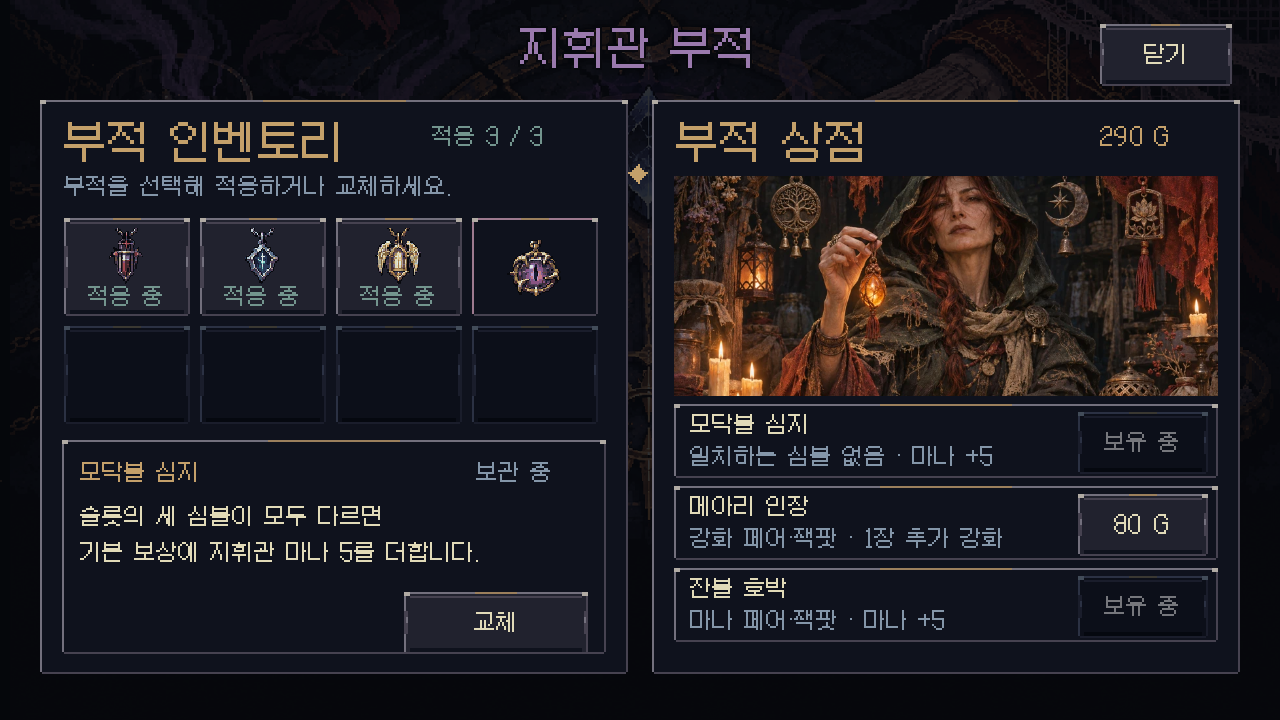 지휘관 부적
닫기
부적 인벤토리
적용 3 / 3
부적을 선택해 적용하거나 교체하세요.
적용 중
적용 중
적용 중
모닥불 심지
보관 중
슬롯의 세 심볼이 모두 다르면
기본 보상에 지휘관 마나 5를 더합니다.
교체
부적 상점
290 G
모닥불 심지
일치하는 심볼 없음 · 마나 +5
보유 중
메아리 인장
강화 페어·잭팟 · 1장 추가 강화
80 G
잔불 호박
마나 페어·잭팟 · 마나 +5
보유 중